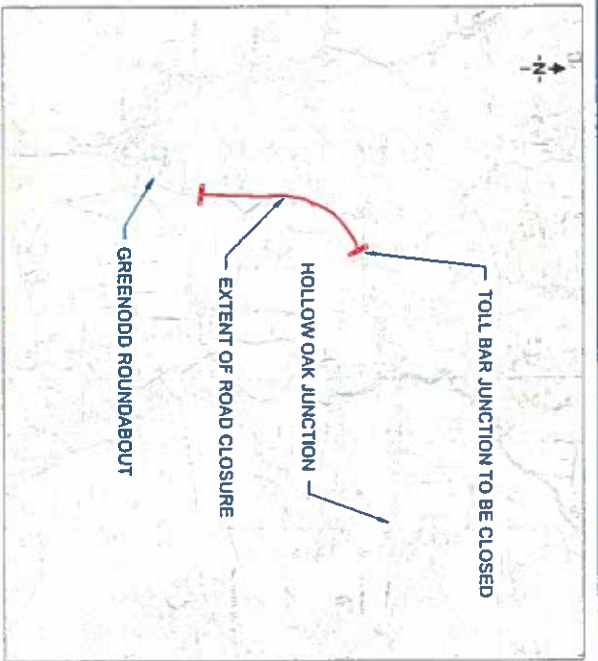 -N-
TOLL BAR JUNCTION TO BE CLOSED
HOLLOW OAK JUNCTION
EXTENT OF ROAD CLOSURE
GREENODD ROUNDABOUT